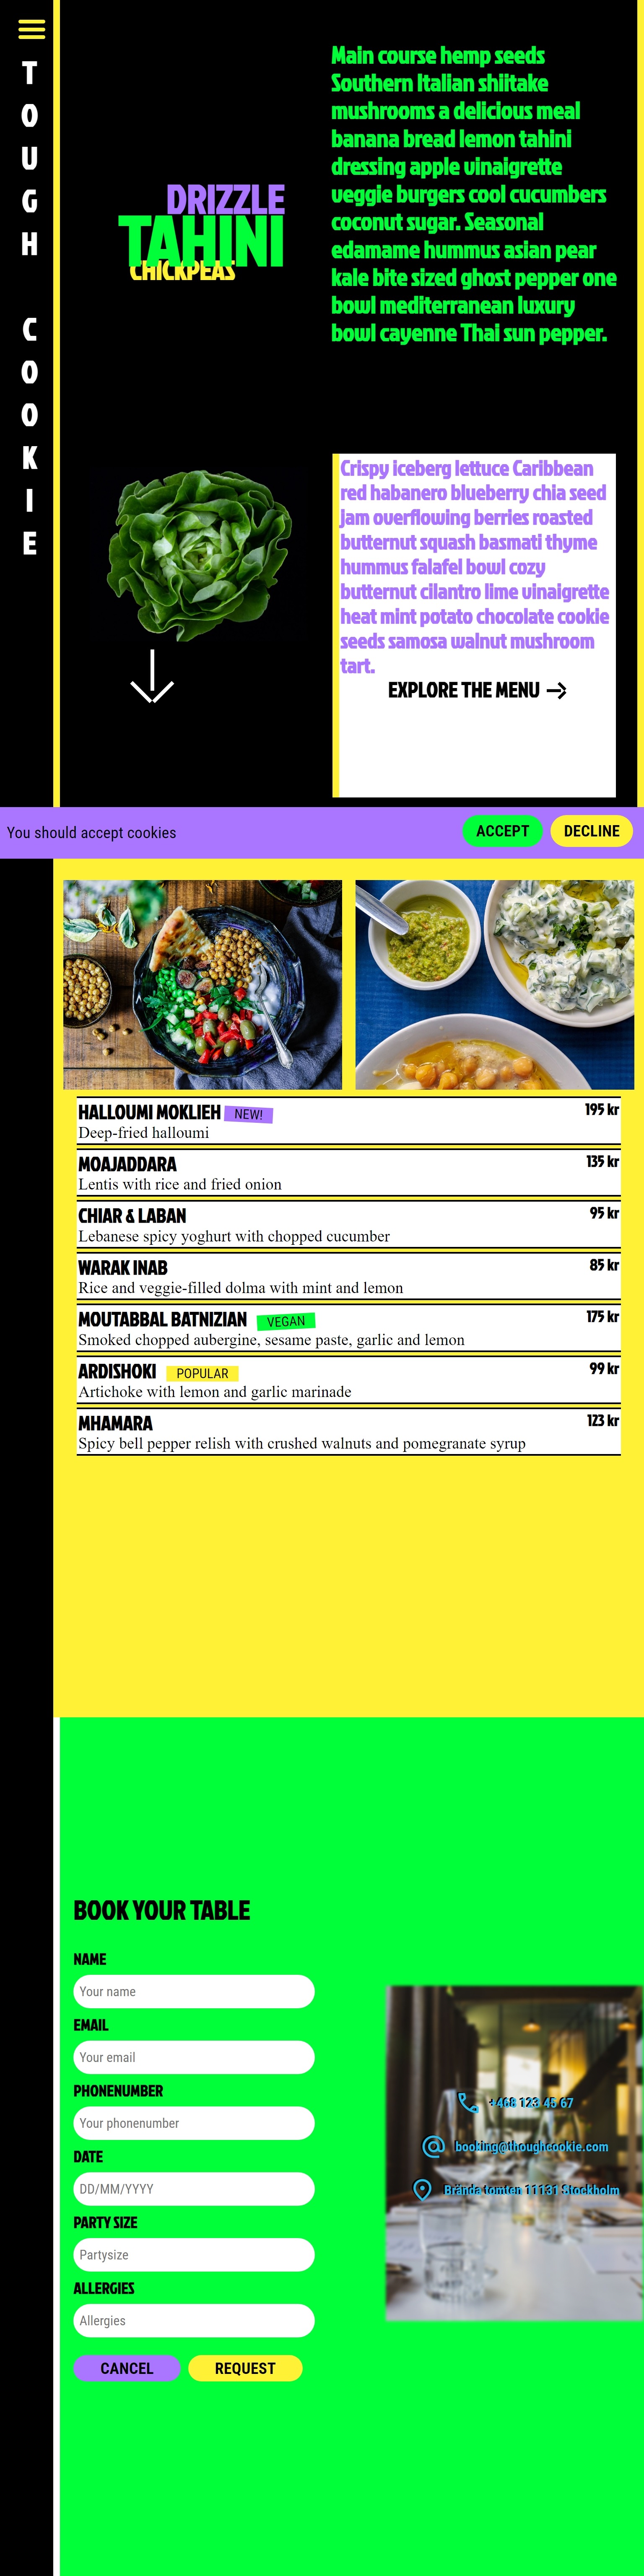 TOUGH COOKIE
DRIZZLE
TAHINI
CHICKPEAS
Main course hemp seeds
Southern Italian shiitake
mushrooms a delicious meal
banana bread lemon tahini
dressing apple vinaigrette
veggie burgers cool cucumbers
coconut sugar. Seasonal
edamame hummus asian pear
kale bite sized ghost pepper one
bowl mediterranean luxury
bowl cayenne Thai sun pepper.
Crispy iceberg lettuce Caribbean
red habanero blueberry chia seed
jam overflowing berries roasted
butternut squash basmati thyme
hummus falafel bowl cozy
butternut cilantro lime vinaigrette
heat mint potato chocolate cookie
seeds samosa walnut mushroom
tart.
EXPLORE THE MENU
You should accept cookies
ACCEPT DECLINE
HALLOUMI MOKLIEH NEW! 195 kr
Deep-fried halloumi
MOAJADDARA 135 kr
Lentis with rice and fried onion
CHIAR & LABAN 95 kr
Lebanese spicy yoghurt with chopped cucumber
WARAK INAB 85 kr
Rice and veggie-filled dolma with mint and lemon
MOUTABBAL BATNIZIAN VEGAN 175 kr
Smoked chopped aubergine, sesame paste, garlic and lemon
ARDISHOKI POPULAR 99 kr
Artichoke with lemon and garlic marinade
MHAMARA 123 kr
Spicy bell pepper relish with crushed walnuts and pomegranate syrup
BOOK YOUR TABLE
NAME
Your name
EMAIL
Your email
PHONENUMBER
Your phonenumber
DATE
DD/MM/YYYY
PARTY SIZE
Partysize
ALLERGIES
Allergies
CANCEL REQUEST
+468 123 45 67
booking@thoughcookie.com
Brända tomten 11131 Stockholm